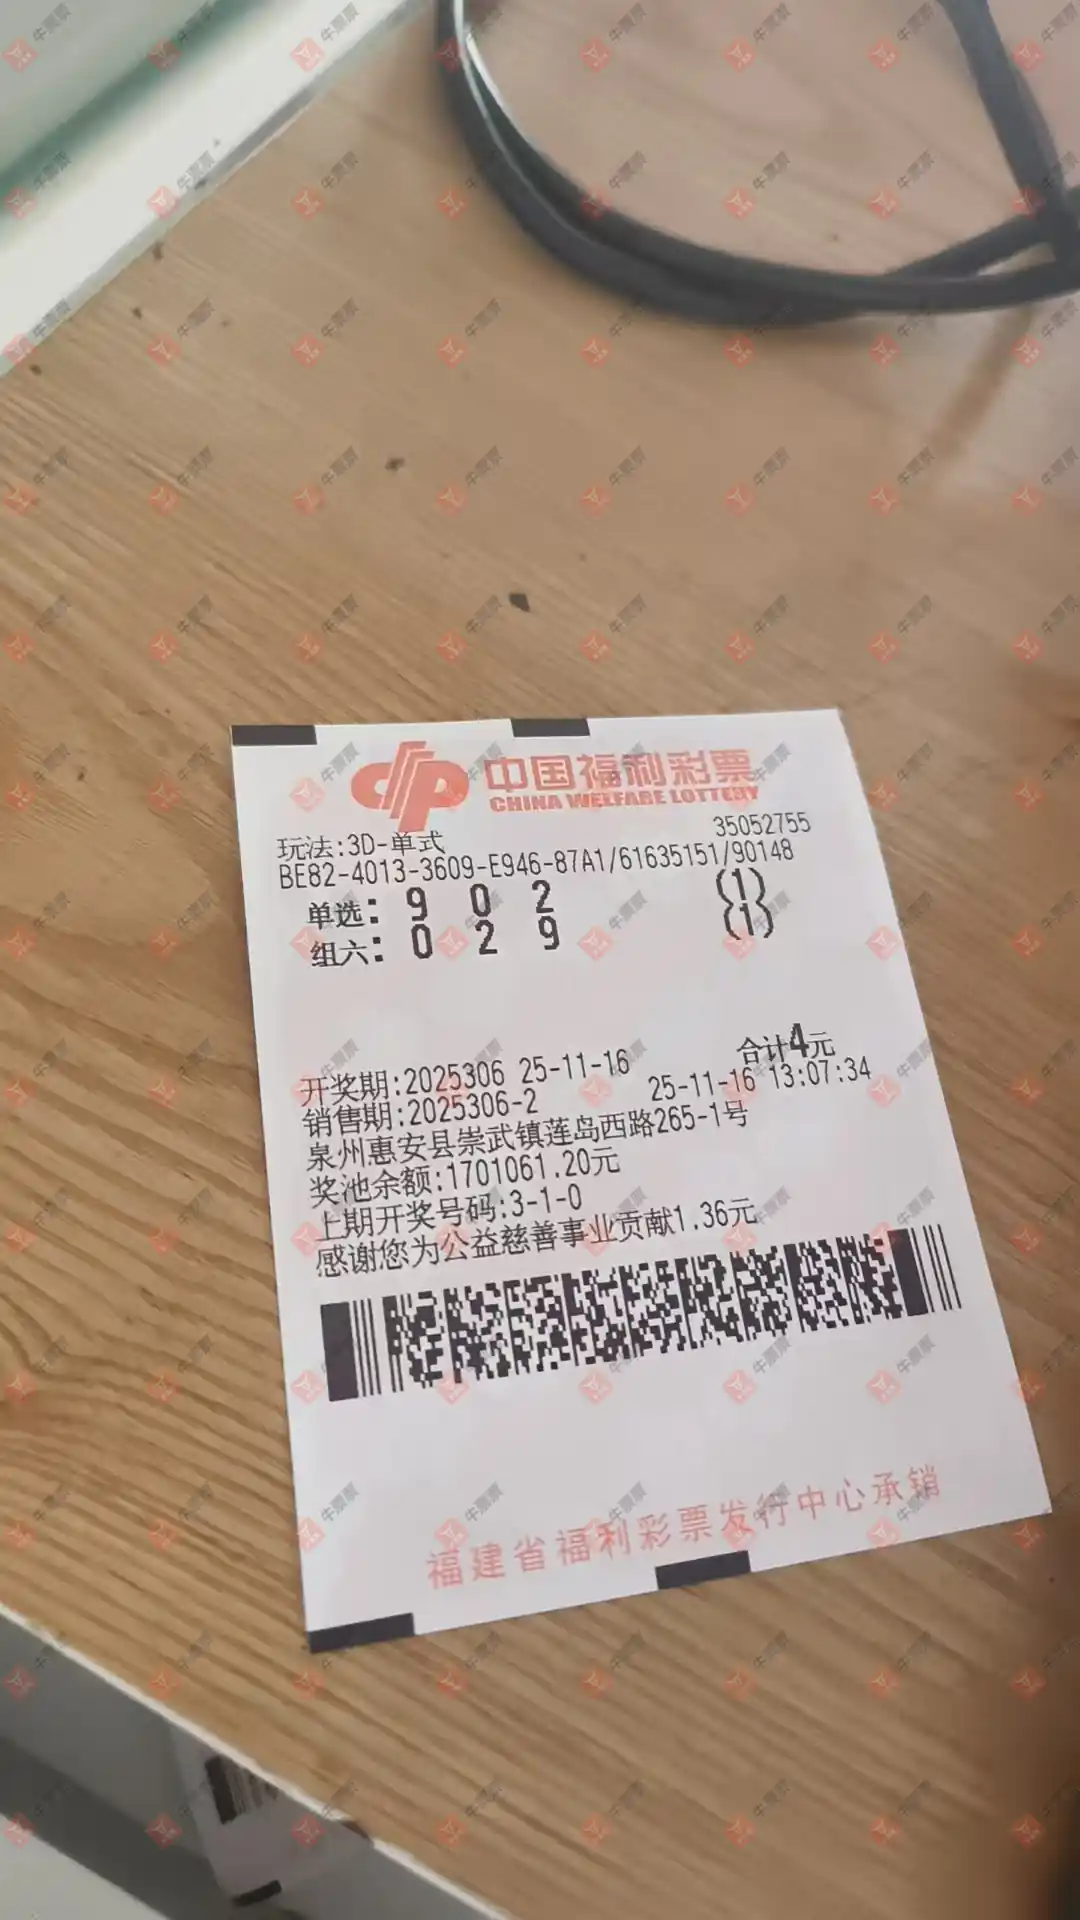 中国福利彩票
CHINA WELFARE LOTTERY
玩法:3D-单式 35052755
BE82-4013-3609-E946-87A1/61635151/90148
单选: 9 0 2 (1)
组六: 0 2 9 (1)
合计4元
开奖期:2025306 25-11-16
销售期:2025306-2 25-11-16 13:07:34
泉州惠安县崇武镇莲岛西路265-1号
奖池余额:1701061.20元
上期开奖号码:3-1-0
感谢您为公益慈善事业贡献1.36元
福建省福利彩票发行中心承销
牛票票